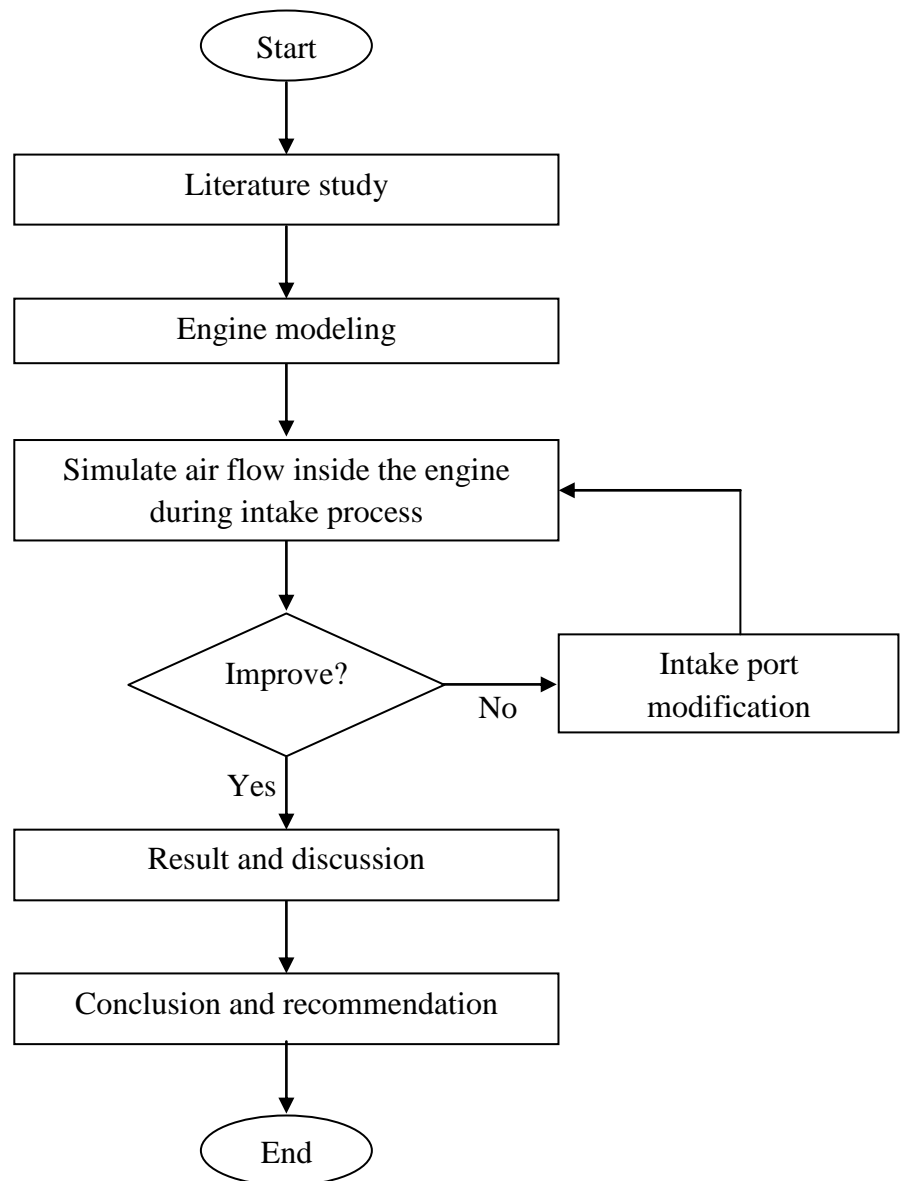 Start
Literature study
Engine modeling
Simulate air flow inside the engine
during intake process
Improve?
No
Intake port
modification
Yes
Result and discussion
Conclusion and recommendation
End